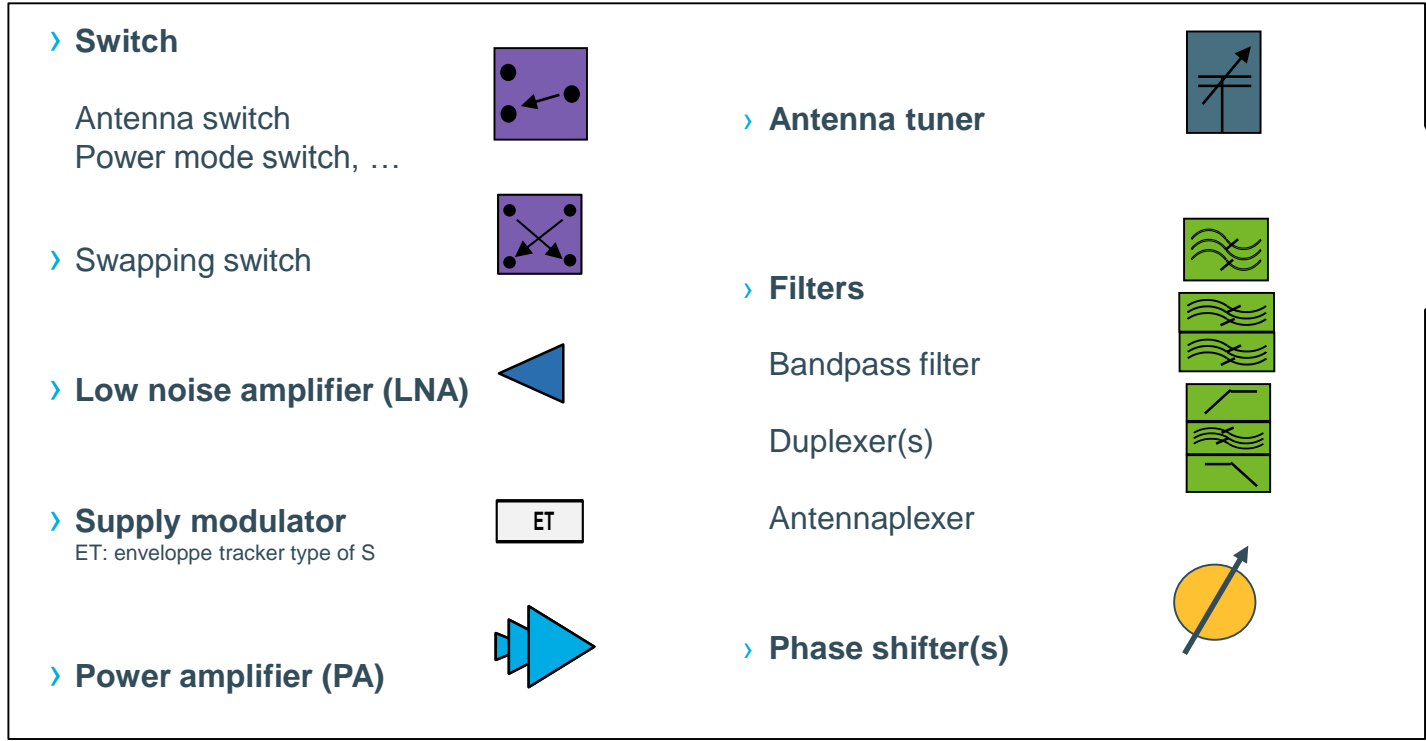 › Switch
Antenna switch
Power mode switch, …
› Swapping switch
› Low noise amplifier (LNA)
› Supply modulator
ET: enveloppe tracker type of S
ET
› Power amplifier (PA)
› Antenna tuner
› Filters
Bandpass filter
Duplexer(s)
Antennaplexer
› Phase shifter(s)